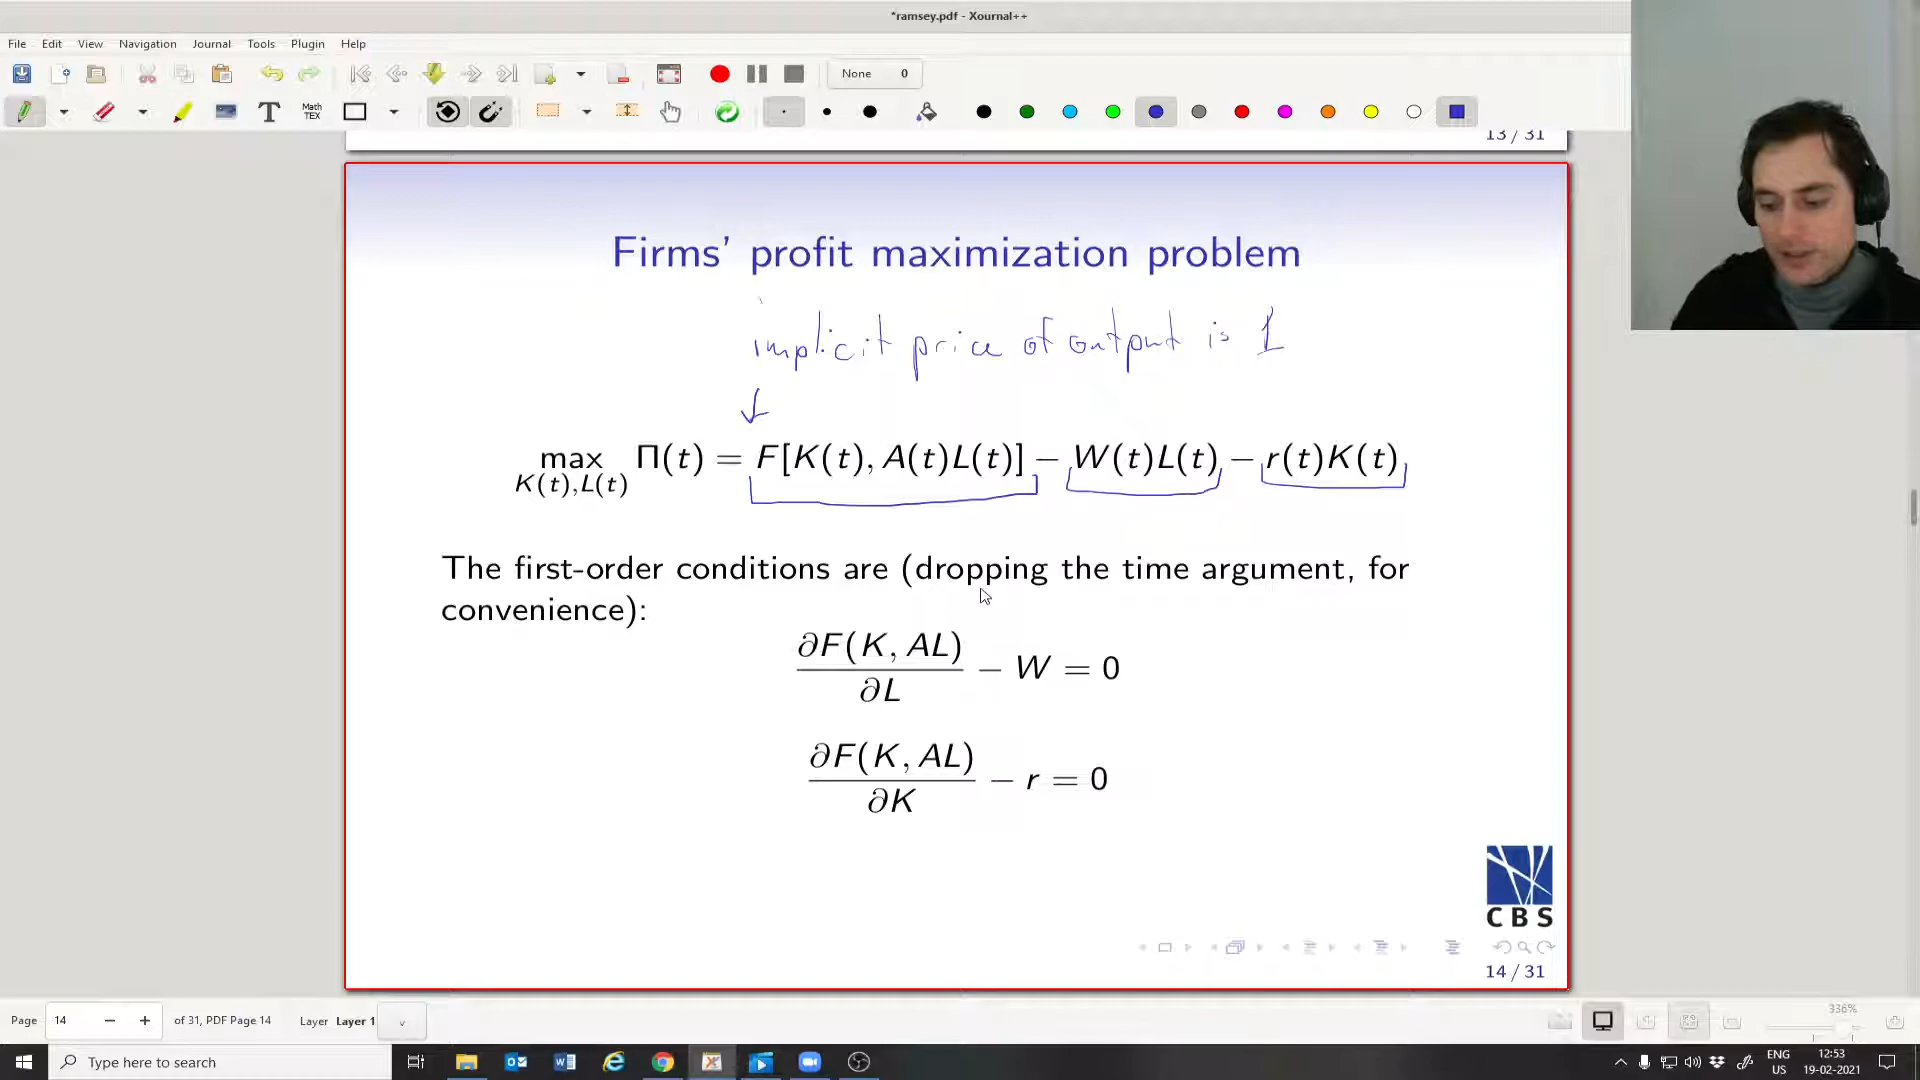 *ramsey.pdf - Xournal++
File Edit View Navigation Journal Tools Plugin Help
None 0
T Math TEX
13 / 31
Firms' profit maximization problem
implicit price of output is 1
max Π(t) = F[K(t), A(t)L(t)] − W(t)L(t) − r(t)K(t)
K(t),L(t)
The first-order conditions are (dropping the time argument, for
convenience):
∂F(K, AL)
∂L
− W = 0
∂F(K, AL)
∂K
− r = 0
CBS
14 / 31
Page 14 − + of 31, PDF Page 14 Layer Layer 1
336%
Type here to search
ENG
US
12:53
19-02-2021